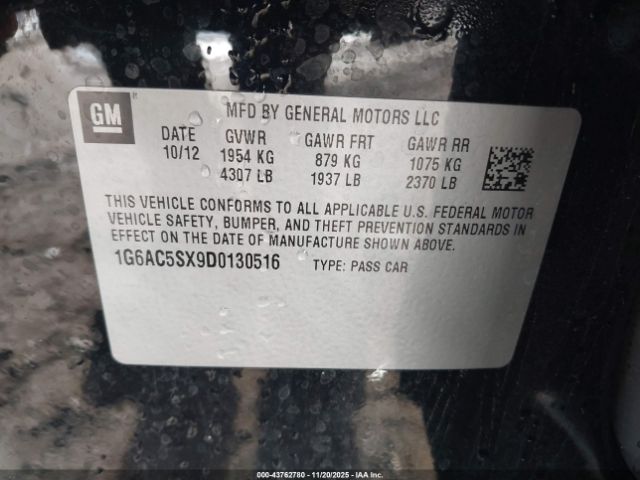 GM
MFD BY GENERAL MOTORS LLC
DATE GVWR GAWR FRT GAWR RR
10/12 1954 KG 879 KG 1075 KG
4307 LB 1937 LB 2370 LB
THIS VEHICLE CONFORMS TO ALL APPLICABLE U.S. FEDERAL MOTOR
VEHICLE SAFETY, BUMPER, AND THEFT PREVENTION STANDARDS IN
EFFECT ON THE DATE OF MANUFACTURE SHOWN ABOVE.
1G6AC5SX9D0130516 TYPE: PASS CAR
000-43762780 - 11/20/2025 - IAA Inc.